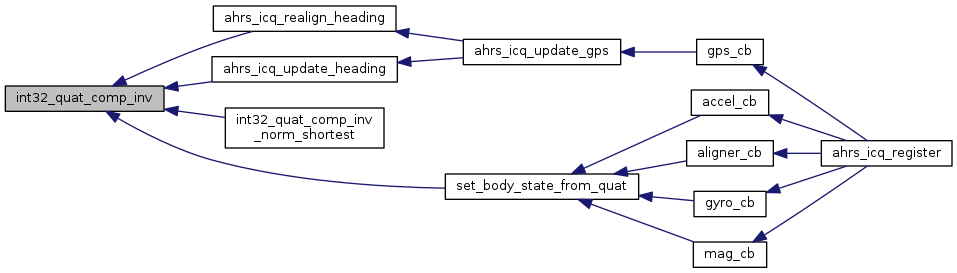 ahrs_icq_realign_heading
ahrs_icq_update_gps
gps_cb
ahrs_icq_update_heading
int32_quat_comp_inv
accel_cb
int32_quat_comp_inv
_norm_shortest
aligner_cb
ahrs_icq_register
set_body_state_from_quat
gyro_cb
mag_cb